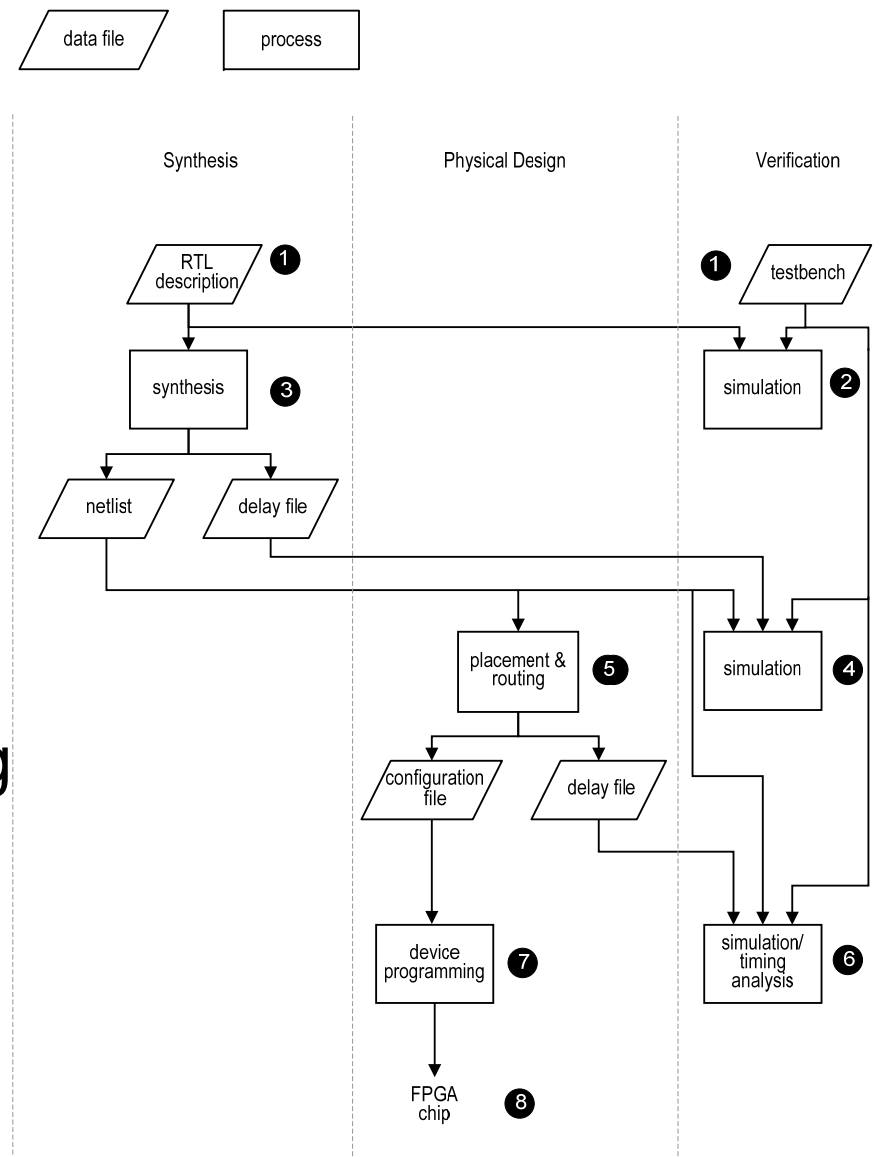 data file
process
Synthesis
Physical Design
Verification
RTL
description
1
1
testbench
synthesis
3
simulation
2
netlist
delay file
placement &
routing
5
simulation
4
g
configuration
file
delay file
device
programming
7
simulation/
timing
analysis
6
FPGA
chip
8